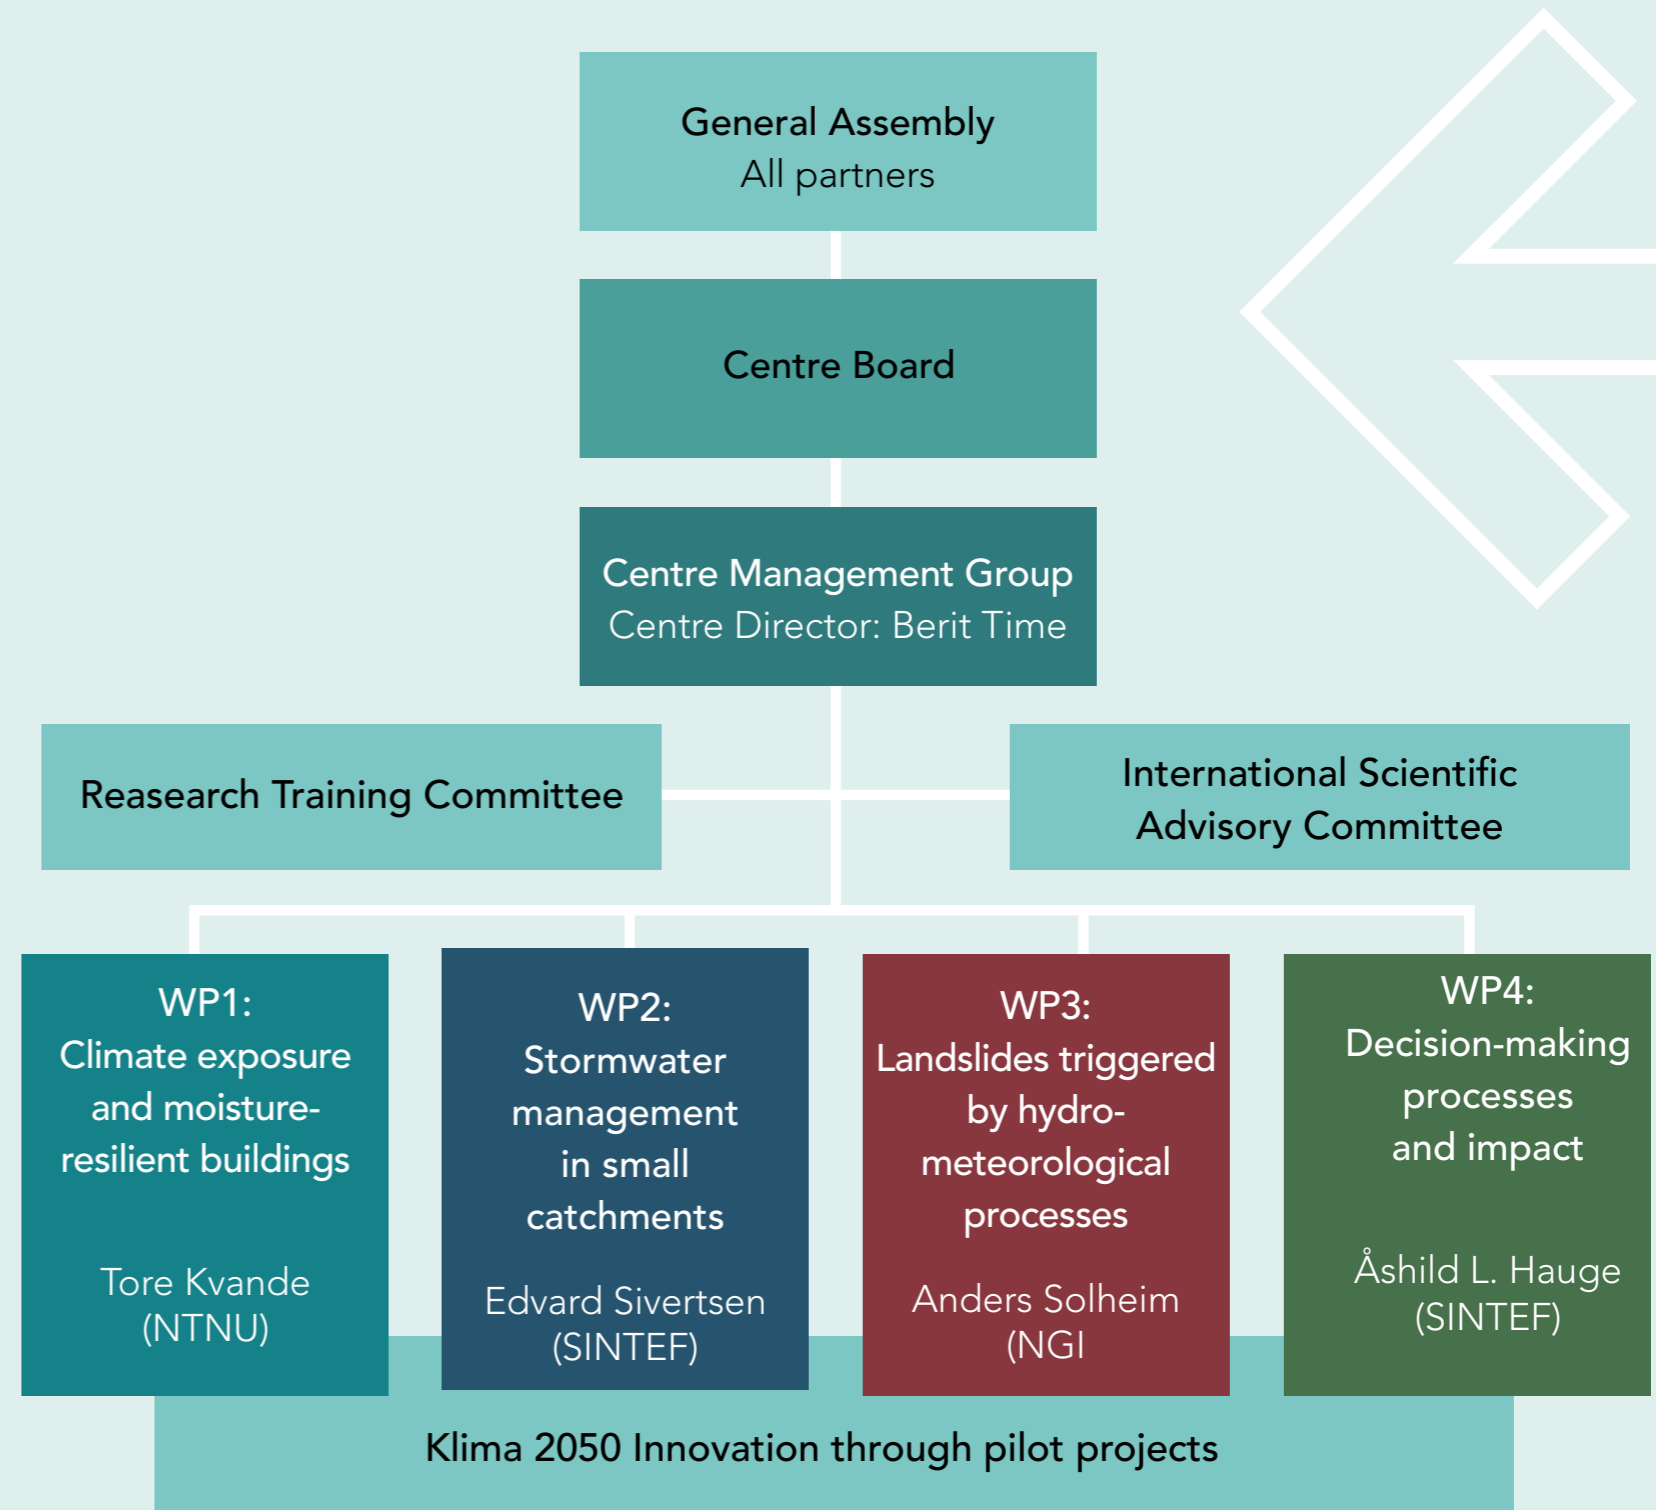 General Assembly
All partners
Centre Board
Centre Management Group
Centre Director: Berit Time
Reasearch Training Committee
International Scientific
Advisory Committee
WP1:
Climate exposure
and moisture-
resilient buildings
Tore Kvande
(NTNU)
WP2:
Stormwater
management
in small
catchments
Edvard Sivertsen
(SINTEF)
WP3:
Landslides triggered
by hydro-
meteorological
processes
Anders Solheim
(NGI
WP4:
Decision-making
processes
and impact
Åshild L. Hauge
(SINTEF)
Klima 2050 Innovation through pilot projects